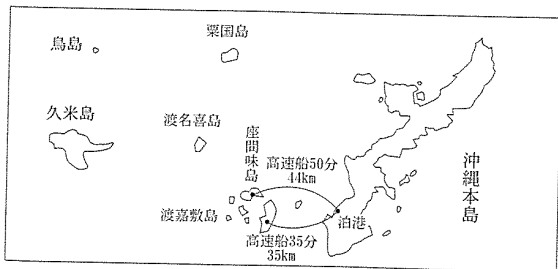 鳥島
粟国島
久米島
渡名喜島
座間味島
高速船50分
44km
沖縄本島
渡嘉敷島
泊港
高速船35分
35km